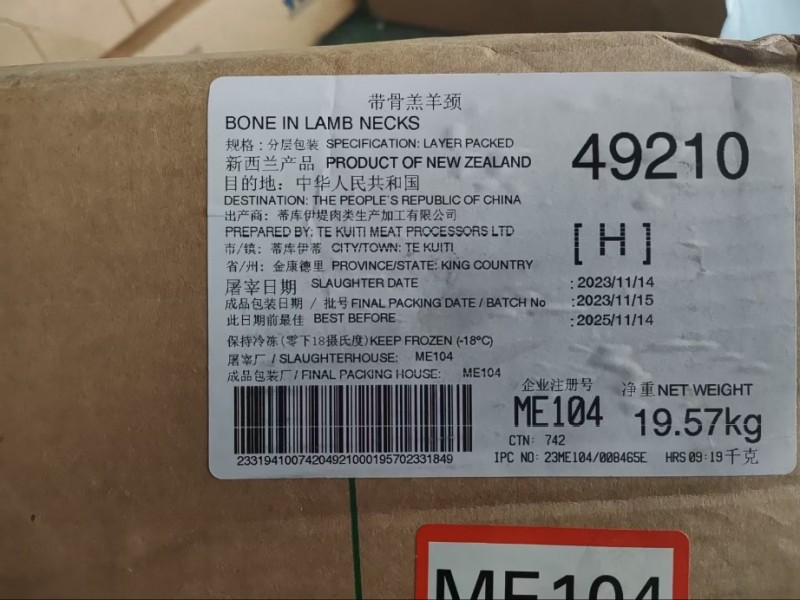 带骨羔羊颈
BONE IN LAMB NECKS
规格：分层包装 SPECIFICATION: LAYER PACKED
新西兰产品 PRODUCT OF NEW ZEALAND
49210
目的地：中华人民共和国
DESTINATION: THE PEOPLE'S REPUBLIC OF CHINA
出产商：蒂库伊堤肉类生产加工有限公司
PREPARED BY: TE KUITI MEAT PROCESSORS LTD
[ H ]
市/镇：蒂库伊蒂 CITY/TOWN: TE KUITI
省/州：金康德里 PROVINCE/STATE: KING COUNTRY
屠宰日期 SLAUGHTER DATE :2023/11/14
成品包装日期 / 批号 FINAL PACKING DATE / BATCH No :2023/11/15
此日期前最佳 BEST BEFORE :2025/11/14
保持冷冻(零下18摄氏度)KEEP FROZEN (-18ºC)
屠宰厂 / SLAUGHTERHOUSE: ME104
成品包装厂 / FINAL PACKING HOUSE: ME104
企业注册号 净重 NET WEIGHT
ME104 19.57kg
CTN: 742
2331941007420492100019570233​1849
IPC NO: 23ME104/008465E HRS 09:19 千克
ME104